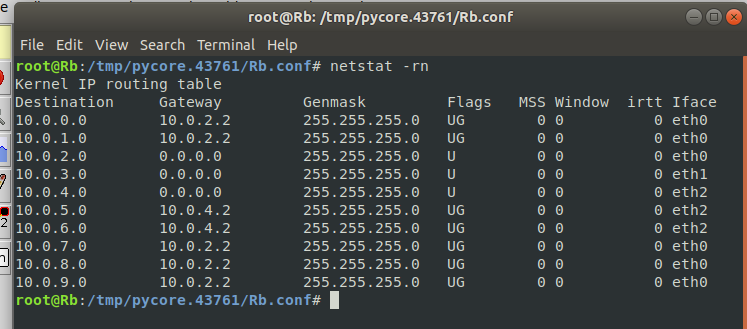 root@Rb: /tmp/pycore.43761/Rb.conf
File Edit View Search Terminal Help
root@Rb:/tmp/pycore.43761/Rb.conf# netstat -rn
Kernel IP routing table
Destination     Gateway         Genmask         Flags   MSS Window  irtt Iface
10.0.0.0        10.0.2.2        255.255.255.0   UG        0 0          0 eth0
10.0.1.0        10.0.2.2        255.255.255.0   UG        0 0          0 eth0
10.0.2.0        0.0.0.0         255.255.255.0   U         0 0          0 eth0
10.0.3.0        0.0.0.0         255.255.255.0   U         0 0          0 eth1
10.0.4.0        0.0.0.0         255.255.255.0   U         0 0          0 eth2
10.0.5.0        10.0.4.2        255.255.255.0   UG        0 0          0 eth2
10.0.6.0        10.0.4.2        255.255.255.0   UG        0 0          0 eth2
10.0.7.0        10.0.2.2        255.255.255.0   UG        0 0          0 eth0
10.0.8.0        10.0.2.2        255.255.255.0   UG        0 0          0 eth0
10.0.9.0        10.0.2.2        255.255.255.0   UG        0 0          0 eth0
root@Rb:/tmp/pycore.43761/Rb.conf#